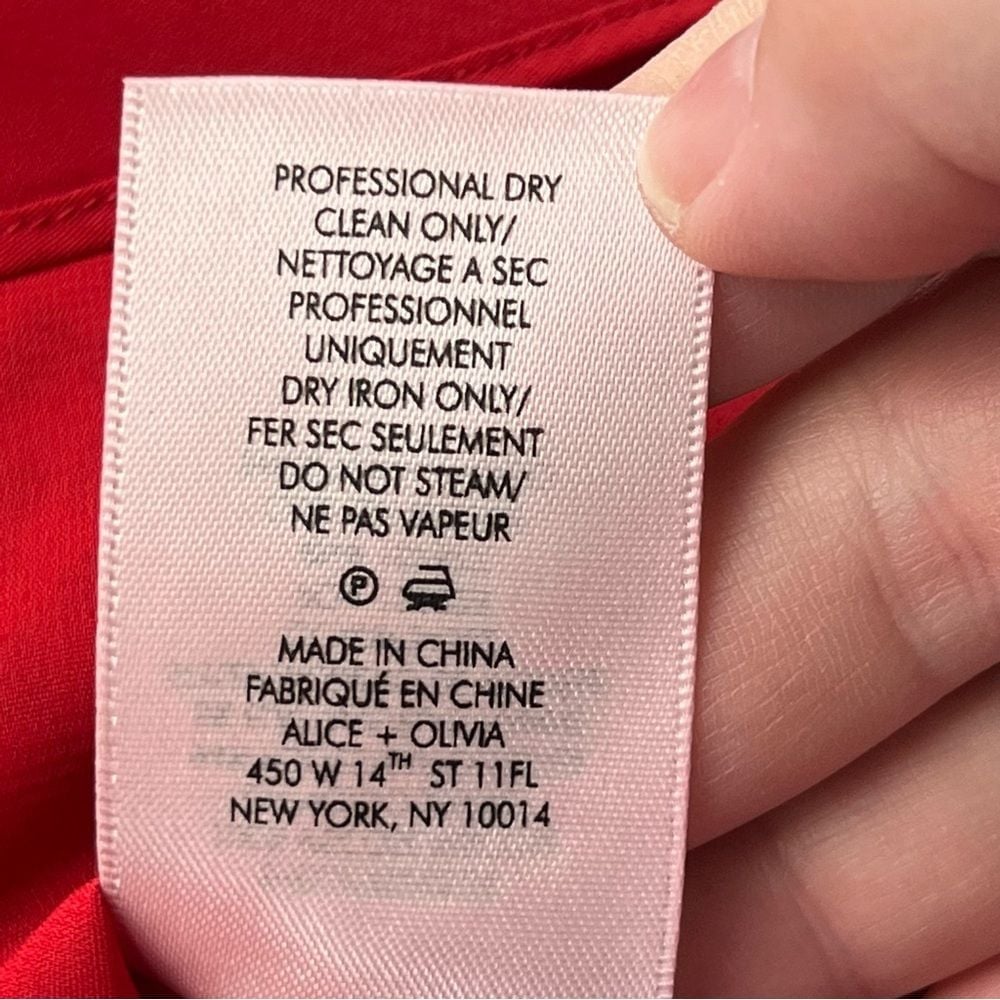 PROFESSIONAL DRY
CLEAN ONLY/
NETTOYAGE A SEC
PROFESSIONNEL
UNIQUEMENT
DRY IRON ONLY/
FER SEC SEULEMENT
DO NOT STEAM/
NE PAS VAPEUR
P
MADE IN CHINA
FABRIQUÉ EN CHINE
ALICE + OLIVIA
450 W 14TH ST 11FL
NEW YORK, NY 10014